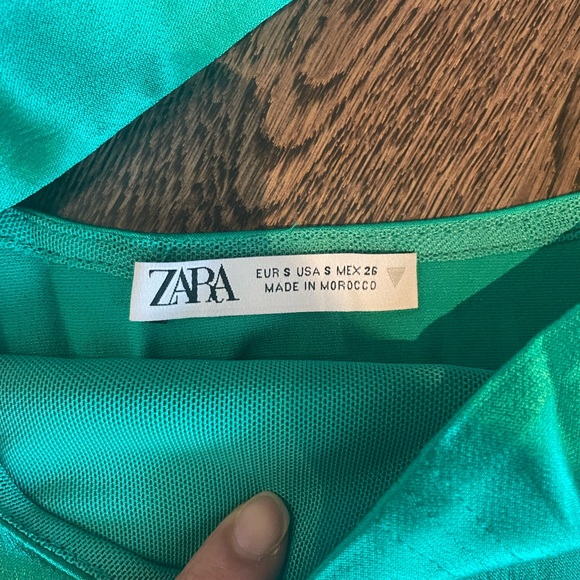 ZARA
EUR S USA S MEX 26
MADE IN MOROCCO